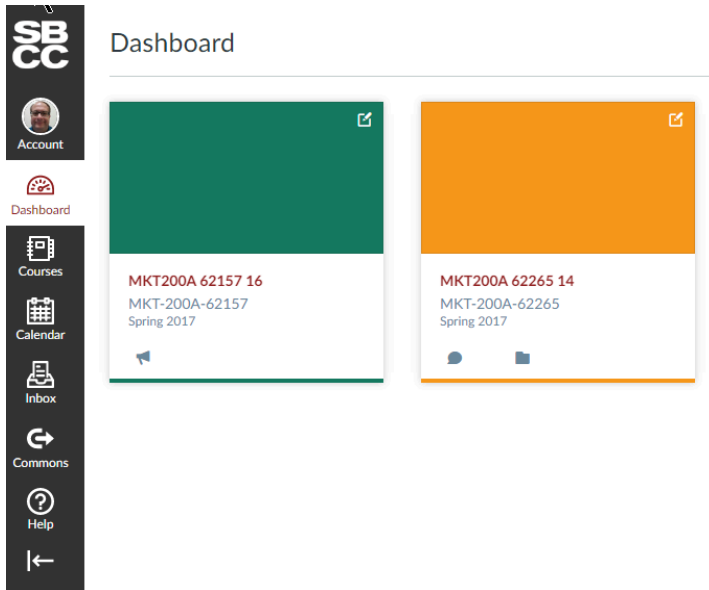 SB
CC
Account
Dashboard
Courses
Calendar
Inbox
Commons
Help
Dashboard
MKT200A 62157 16
MKT-200A-62157
Spring 2017
MKT200A 62265 14
MKT-200A-62265
Spring 2017